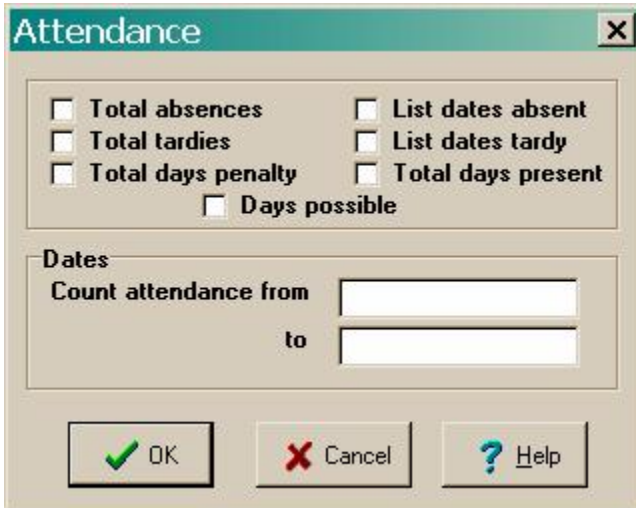 Attendance
Total absences
List dates absent
Total tardies
List dates tardy
Total days penalty
Total days present
Days possible
Dates
Count attendance from
to
OK
Cancel
Help